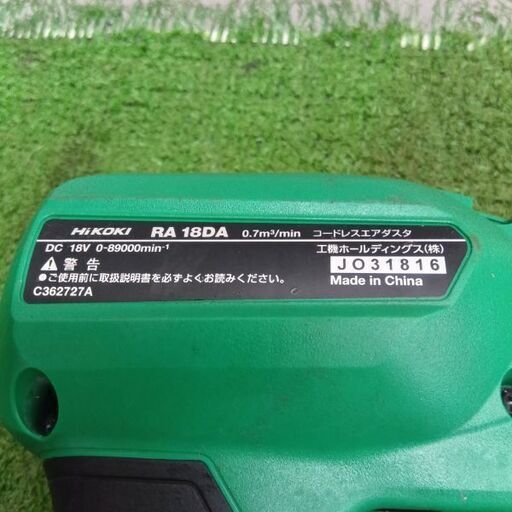 HiKOKI RA 18DA 0.7m³/min コードレスエアダスタ
DC 18V 0-89000min⁻¹ 工機ホールディングス(株)
⚠警告 JO31816
●ご使用前に取扱説明書を必ずよくお読みください。 Made in China
C362727A